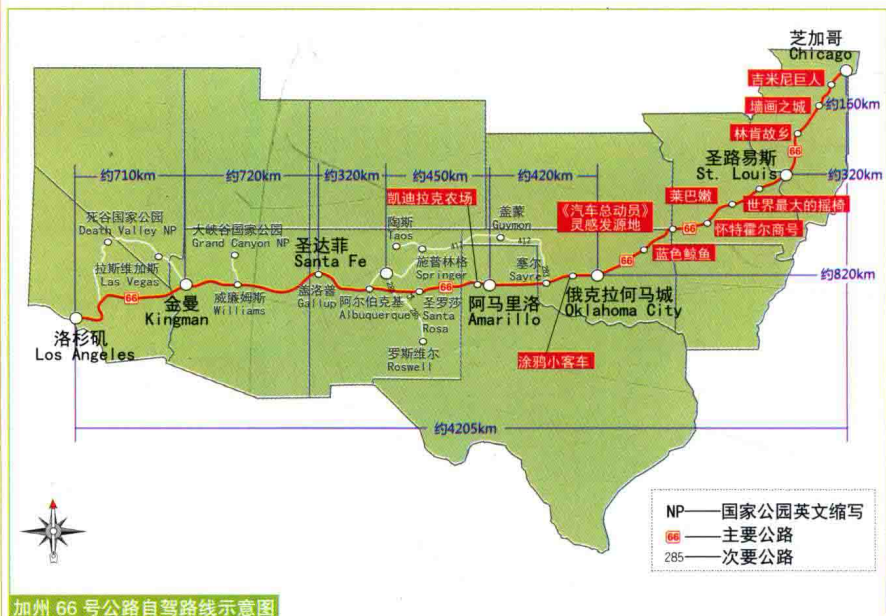 芝加哥
Chicago
吉米尼巨人
墙画之城
约160km
林肯故乡
66
圣路易斯
St. Louis
约320km
约710km
约720km
约320km
约450km
约420km
凯迪拉克农场
莱巴嫩
世界最大的摇椅
《汽车总动员》
灵感发源地
怀特霍尔商号
66
蓝色鲸鱼
死谷国家公园
Death Valley NP
大峡谷国家公园
Grand Canyon NP
圣达菲
Santa Fe
陶斯
Taos
412
盖蒙
Guymon
412
拉斯维加斯
Las Vegas
施普林格
Springer
塞尔
Sayre
283
约820km
66
金曼
Kingman
威廉姆斯
Williams
盖洛普
Gallup
阿尔伯克基
Albuquerque
285
圣罗莎
Santa
Rosa
66
阿马里洛
Amarillo
俄克拉何马城
Oklahoma City
洛杉矶
Los Angeles
罗斯维尔
Roswell
涂鸦小客车
约4205km
NP——国家公园英文缩写
66——主要公路
285——次要公路
加州 66 号公路自驾路线示意图